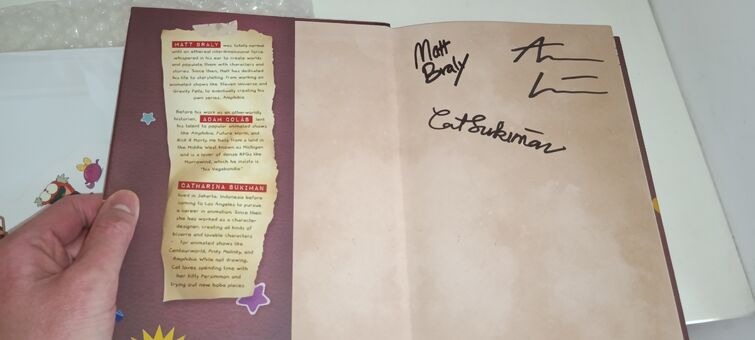 MATT BRALY was totally normal
until an ethereal interdimensional force
whispered in his ear to create worlds
and populate them with characters and
stories. Since then, Matt has dedicated
his life to storytelling, from working on
animated shows like Steven Universe and
Gravity Falls, to eventually creating his
own series, Amphibia.
Before his work as an otherworldly
historian, ADAM COLÁS lent
his talent to popular animated shows
like Amphibia, Future Worm, and
Rick & Morty. He hails from a land in
the Middle West known as Michigan
and is a lover of dense RPGs like
Morrowind, which he insists is
"his Vegabondia"
CATHARINA SUKIMAN
lived in Jakarta, Indonesia before
coming to Los Angeles to pursue
a career in animation. Since then
she has worked as a character
designer, creating all kinds of
bizarre and lovable characters
for animated shows like
Centaurworld, Pinky Malinky, and
Amphibia. While not drawing,
Cat loves spending time with
her kitty Persimmon and
trying out new boba places
Matt
Braly
Cat Sukiman